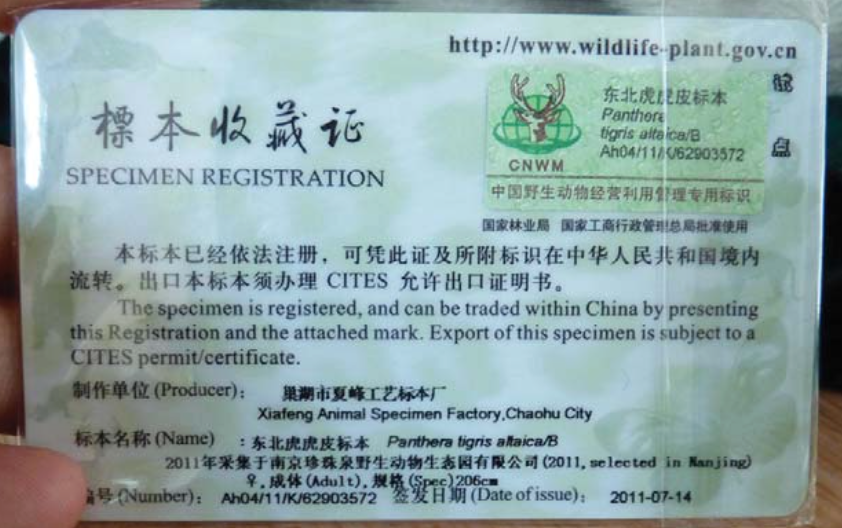 http://www.wildlife-plant.gov.cn
試点
標本收藏证
SPECIMEN REGISTRATION
东北虎虎皮标本
Panthera
tigris altaica/B
Ah04/11/K/62903572
CNWM
中国野生动物经营利用管理专用标识
国家林业局 国家工商行政管理总局批准使用
本标本已经依法注册，可凭此证及所附标识在中华人民共和国境内
流转。出口本标本须办理 CITES 允许出口证明书。
The specimen is registered, and can be traded within China by presenting
this Registration and the attached mark. Export of this specimen is subject to a
CITES permit/certificate.
制作单位(Producer)： 巢湖市夏峰工艺标本厂
Xiafeng Animal Specimen Factory,Chaohu City
标本名称(Name) ：东北虎虎皮标本 Panthera tigris altaica/B
2011年采集于南京珍珠泉野生动物生态园有限公司(2011,selected in Nanjing)
♀,成体(Adult),规格(Spec)206cm
编号(Number)： Ah04/11/K/62903572 签发日期(Date of issue)： 2011-07-14